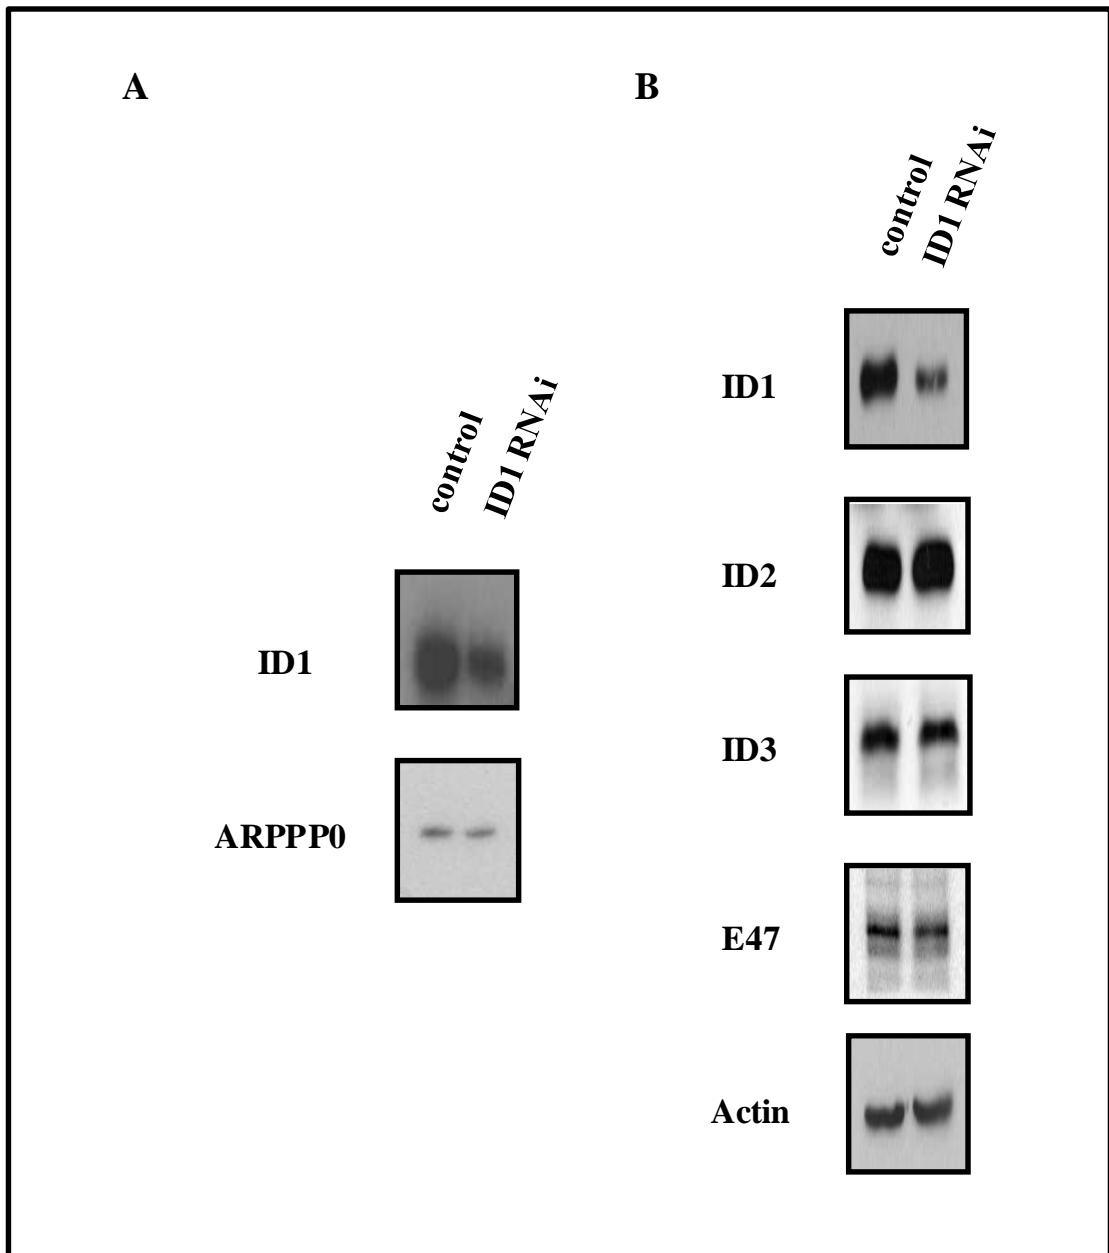 A
B
control
ID1 RNAi
ID1
ARPPP0
control
ID1 RNAi
ID1
ID2
ID3
E47
Actin